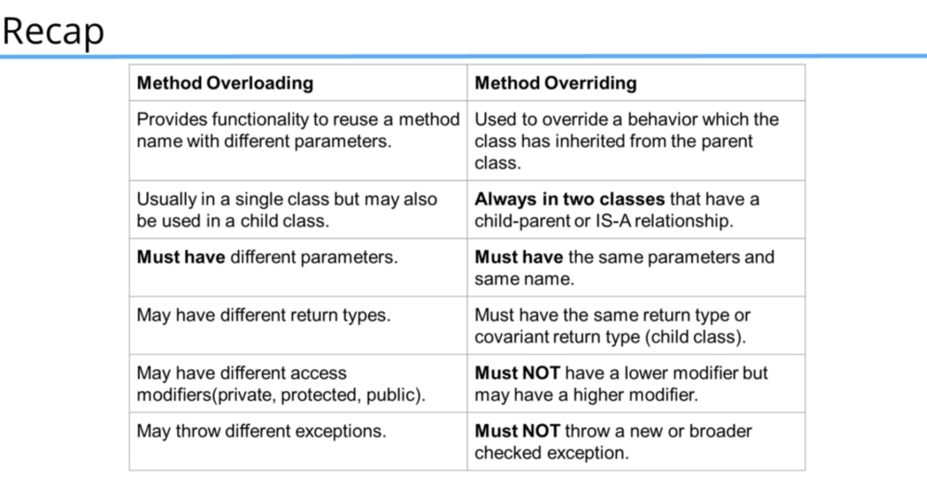 Recap
Method Overloading
Method Overriding
Provides functionality to reuse a method
name with different parameters.
Used to override a behavior which the
class has inherited from the parent
class.
Usually in a single class but may also
be used in a child class.
Always in two classes that have a
child-parent or IS-A relationship.
Must have different parameters.
Must have the same parameters and
same name.
May have different return types.
Must have the same return type or
covariant return type (child class).
May have different access
modifiers(private, protected, public).
Must NOT have a lower modifier but
may have a higher modifier.
May throw different exceptions.
Must NOT throw a new or broader
checked exception.